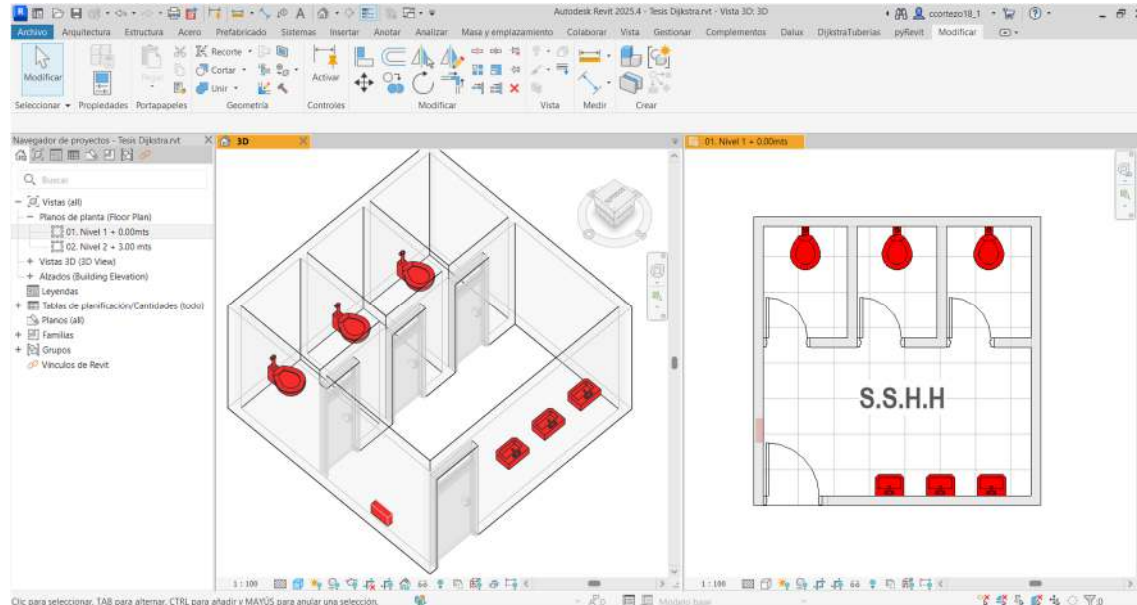 Autodesk Revit 2025.4 - Tesis Dijkstra.rvt - Vista 3D: 3D
ccortezo18_1
Archivo Arquitectura Estructura Acero Prefabricado Sistemas Insertar Anotar Analizar Masa y emplazamiento Colaborar Vista Gestionar Complementos Dalux DijkstraTuberias pyRevit Modificar
Recorte
Modificar Pegar Cortar Activar
Unir
Seleccionar Propiedades Portapapeles Geometría Controles Modificar Vista Medir Crear
Navegador de proyectos - Tesis Dijkstra.rvt
3D
01. Nivel 1 + 0.00mts
Buscar
Vistas (all)
Planos de planta (Floor Plan)
01. Nivel 1 + 0.00mts
02. Nivel 2 + 3.00 mts
Vistas 3D (3D View)
Alzados (Building Elevation)
Leyendas
Tablas de planificación/Cantidades (todo)
Planos (all)
Familias
Grupos
Vínculos de Revit
S.S.H.H
1 : 100
1 : 100
Clic para seleccionar, TAB para alternar, CTRL para añadir y MAYÚS para anular una selección.
Modelo base
:0